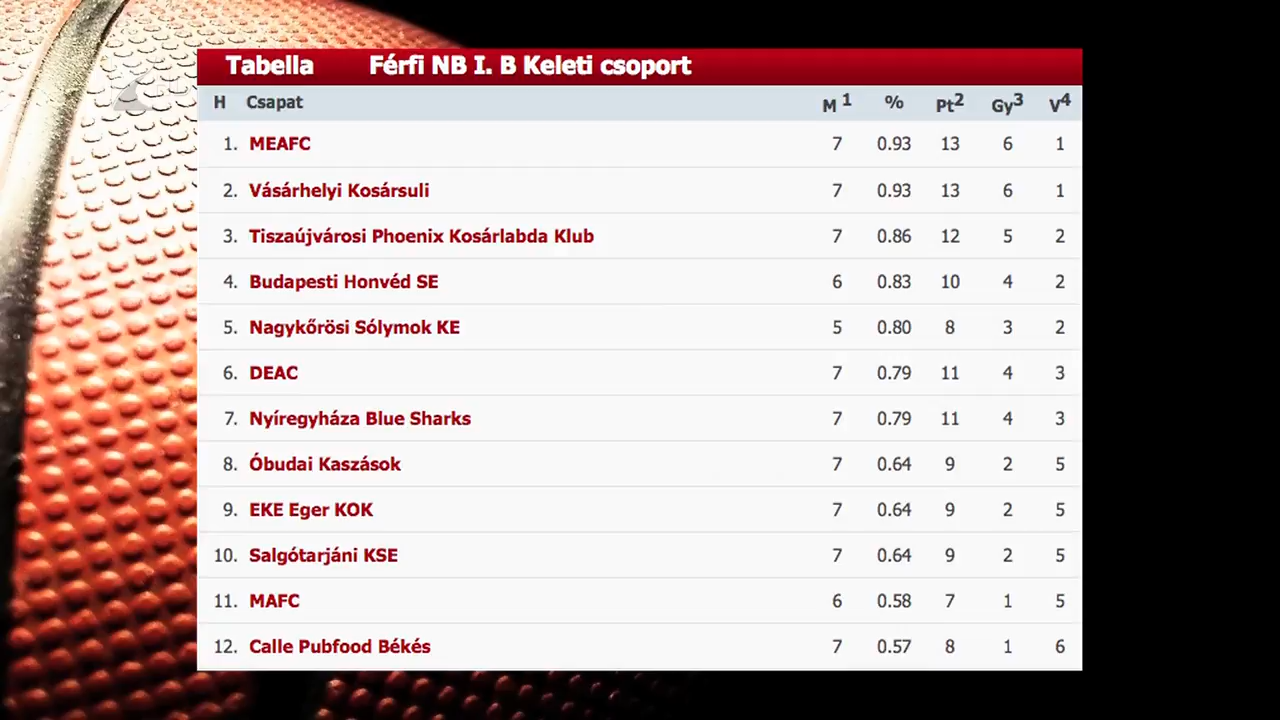 Tabella Férfi NB I. B Keleti csoport
H Csapat M 1 % Pt2 Gy3 V4
1. MEAFC 7 0.93 13 6 1
2. Vásárhelyi Kosársuli 7 0.93 13 6 1
3. Tiszaújvárosi Phoenix Kosárlabda Klub 7 0.86 12 5 2
4. Budapesti Honvéd SE 6 0.83 10 4 2
5. Nagykőrösi Sólymok KE 5 0.80 8 3 2
6. DEAC 7 0.79 11 4 3
7. Nyíregyháza Blue Sharks 7 0.79 11 4 3
8. Óbudai Kaszások 7 0.64 9 2 5
9. EKE Eger KOK 7 0.64 9 2 5
10. Salgótarjáni KSE 7 0.64 9 2 5
11. MAFC 6 0.58 7 1 5
12. Calle Pubfood Békés 7 0.57 8 1 6